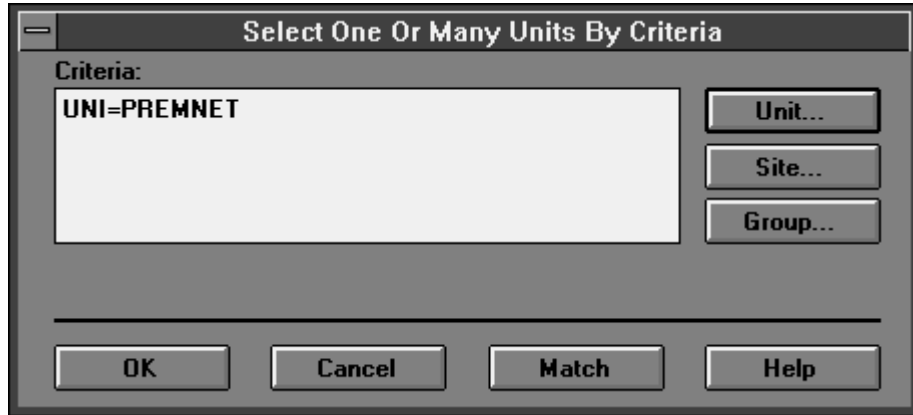 Select One Or Many Units By Criteria
Criteria:
UNI=PREMNET
Unit...
Site...
Group...
OK Cancel Match Help